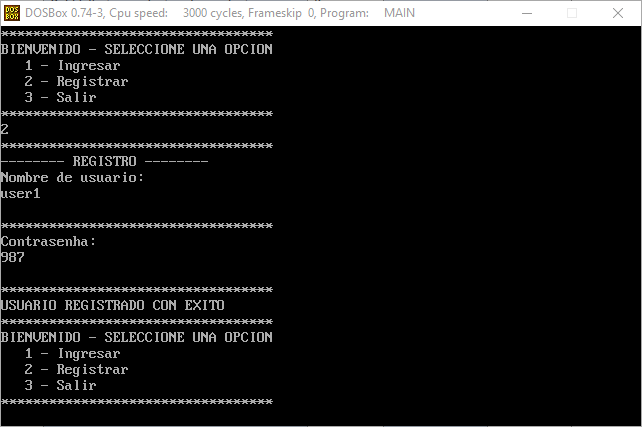 DOS
BOX
DOSBox 0.74-3, Cpu speed: 3000 cycles, Frameskip 0, Program: MAIN
**********************************
BIENVENIDO - SELECCIONE UNA OPCION
1 - Ingresar
2 - Registrar
3 - Salir
**********************************
2
**********************************
-------- REGISTRO --------
Nombre de usuario:
user1
**********************************
Contrasenha:
987
**********************************
USUARIO REGISTRADO CON EXITO
**********************************
BIENVENIDO - SELECCIONE UNA OPCION
1 - Ingresar
2 - Registrar
3 - Salir
**********************************